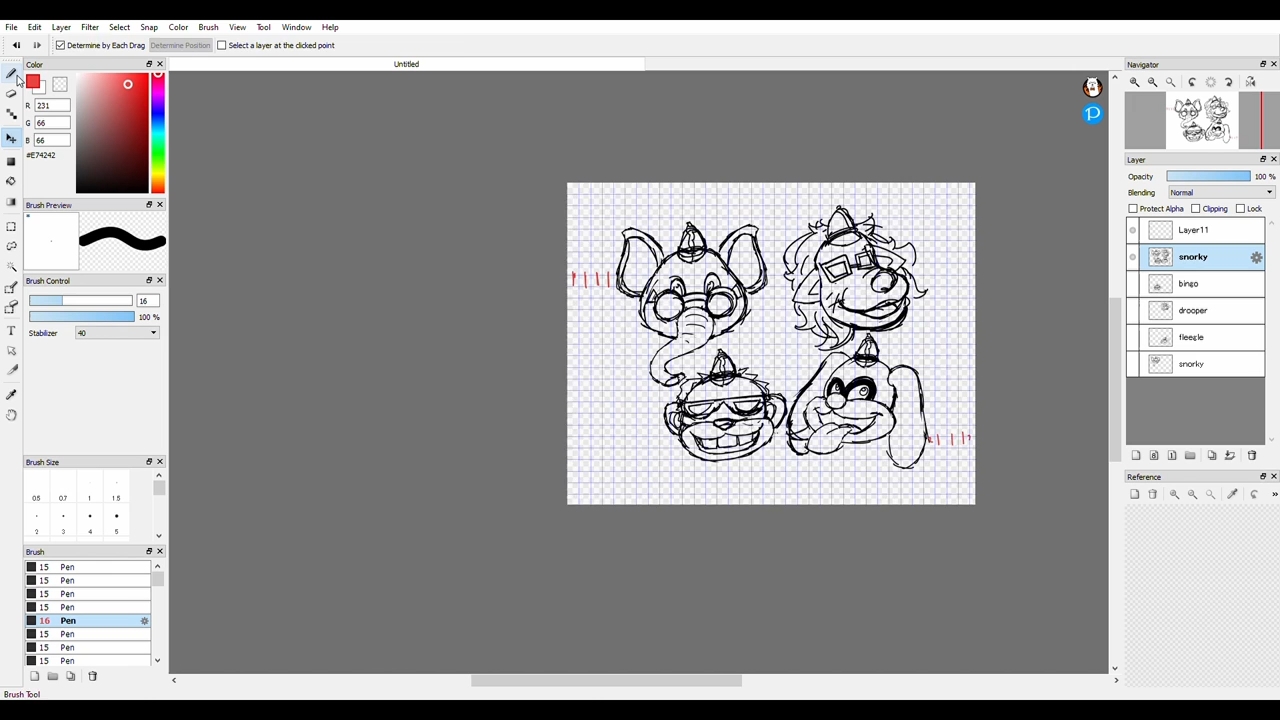 File Edit Layer Filter Select Snap Color Brush View Tool Window Help
Determine by Each Drag Determine Position Select a layer at the clicked point
Color
Untitled
Navigator
R 231
G 66
B 66
#E74242
Layer
Opacity 100 %
Blending Normal
Protect Alpha Clipping Lock
Brush Preview
Layer11
snorky
bingo
drooper
fleegle
snorky
Brush Control
16
100 %
Stabilizer 40
Brush Size
0.5 0.7 1 1.5
2 3 4 5
Reference
Brush
15 Pen
15 Pen
15 Pen
15 Pen
16 Pen
15 Pen
15 Pen
15 Pen
Brush Tool